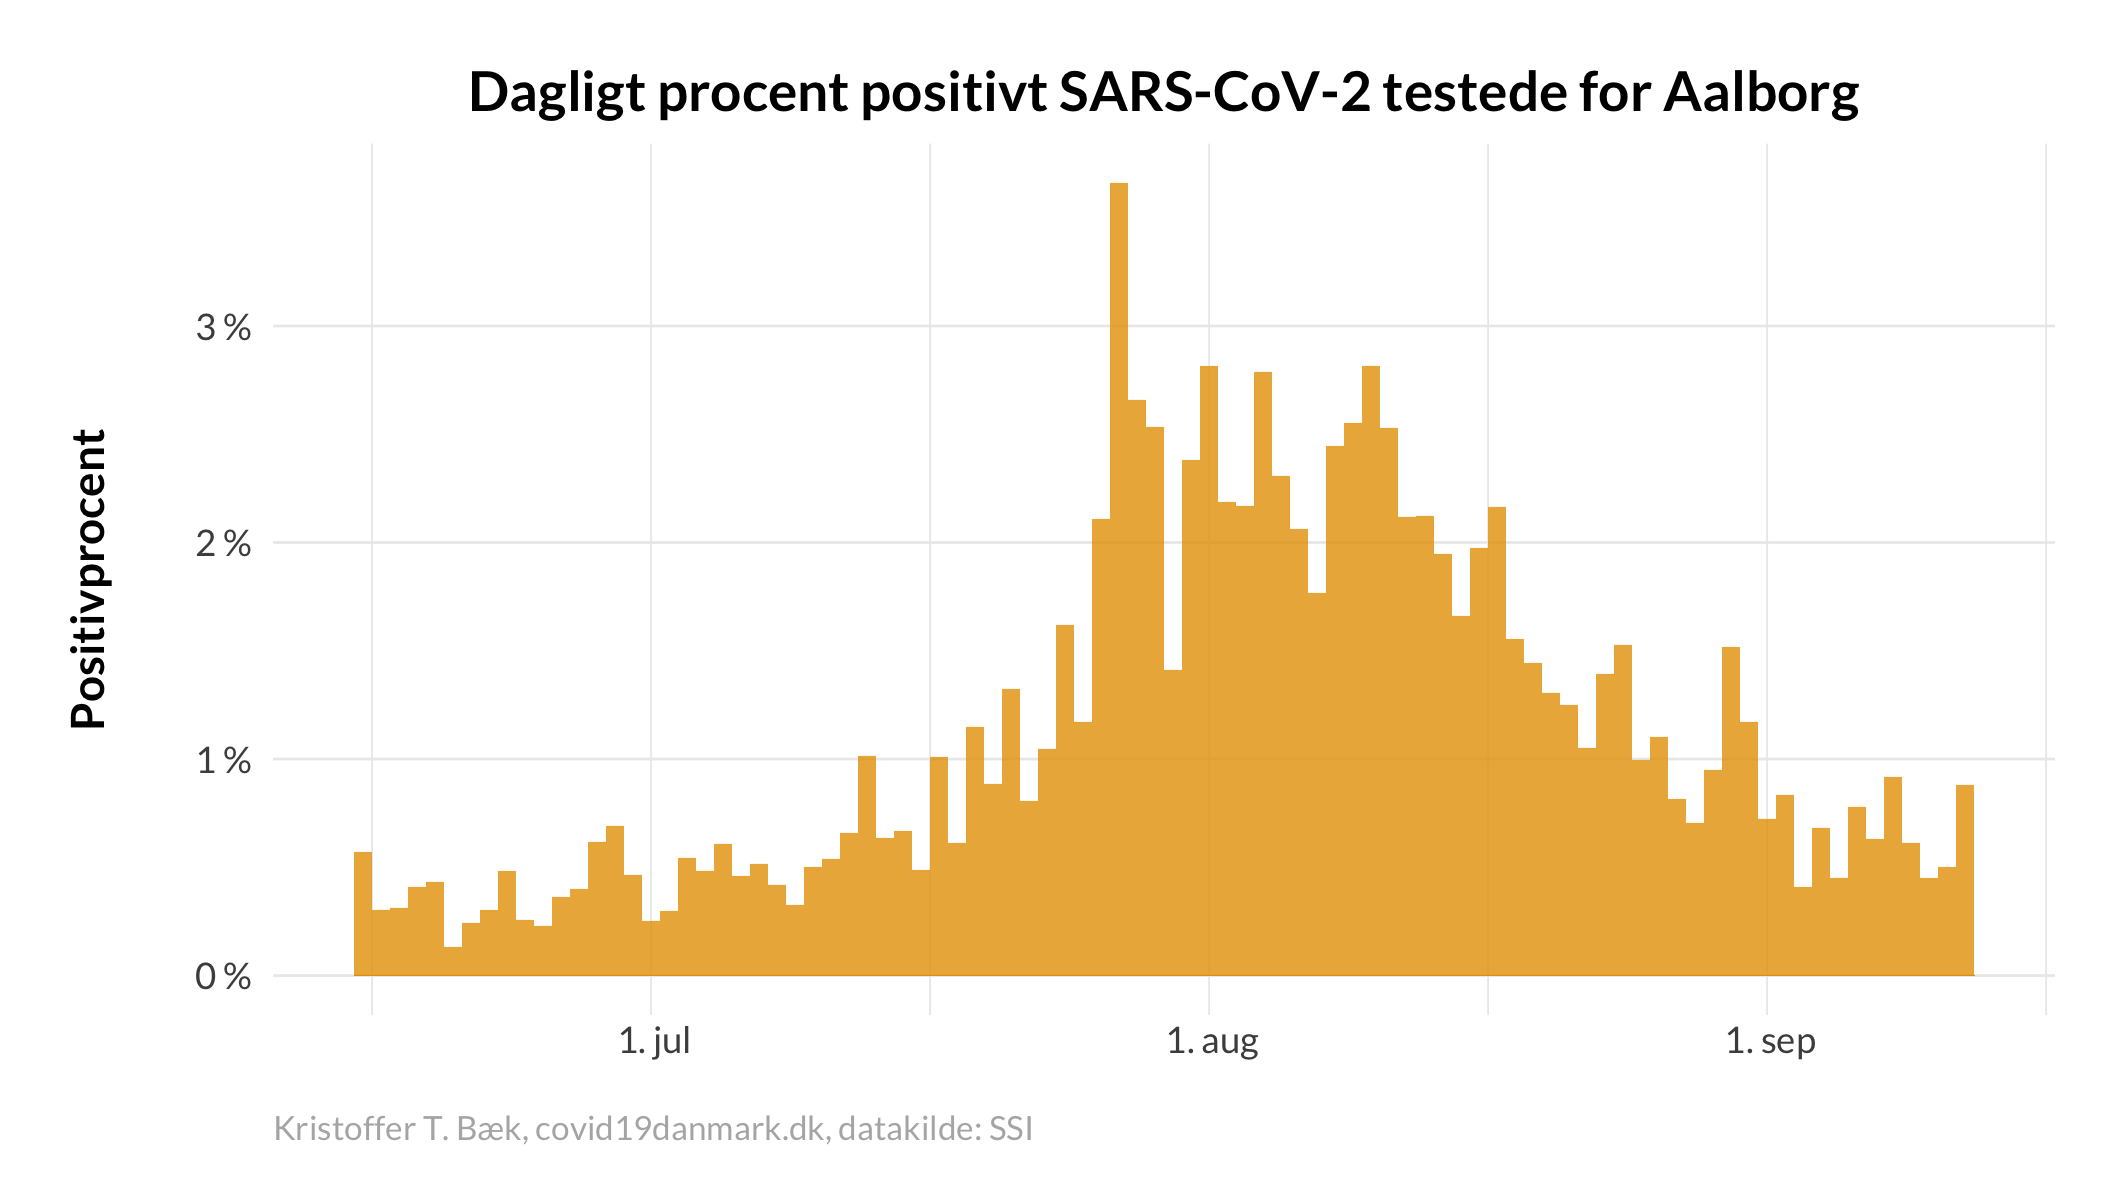 Dagligt procent positivt SARS-CoV-2 testede for Aalborg
Positivprocent
3 %
2 %
1 %
0 %
1. jul
1. aug
1. sep
Kristoffer T. Bæk, covid19danmark.dk, datakilde: SSI